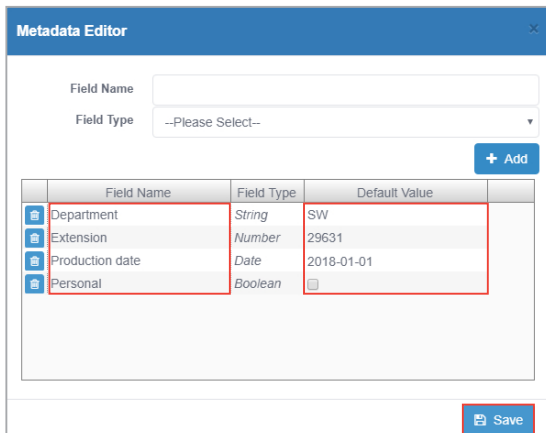 Metadata Editor ×
Field Name
Field Type --Please Select--
+ Add
Field Name Field Type Default Value
Department String SW
Extension Number 29631
Production date Date 2018-01-01
Personal Boolean
Save